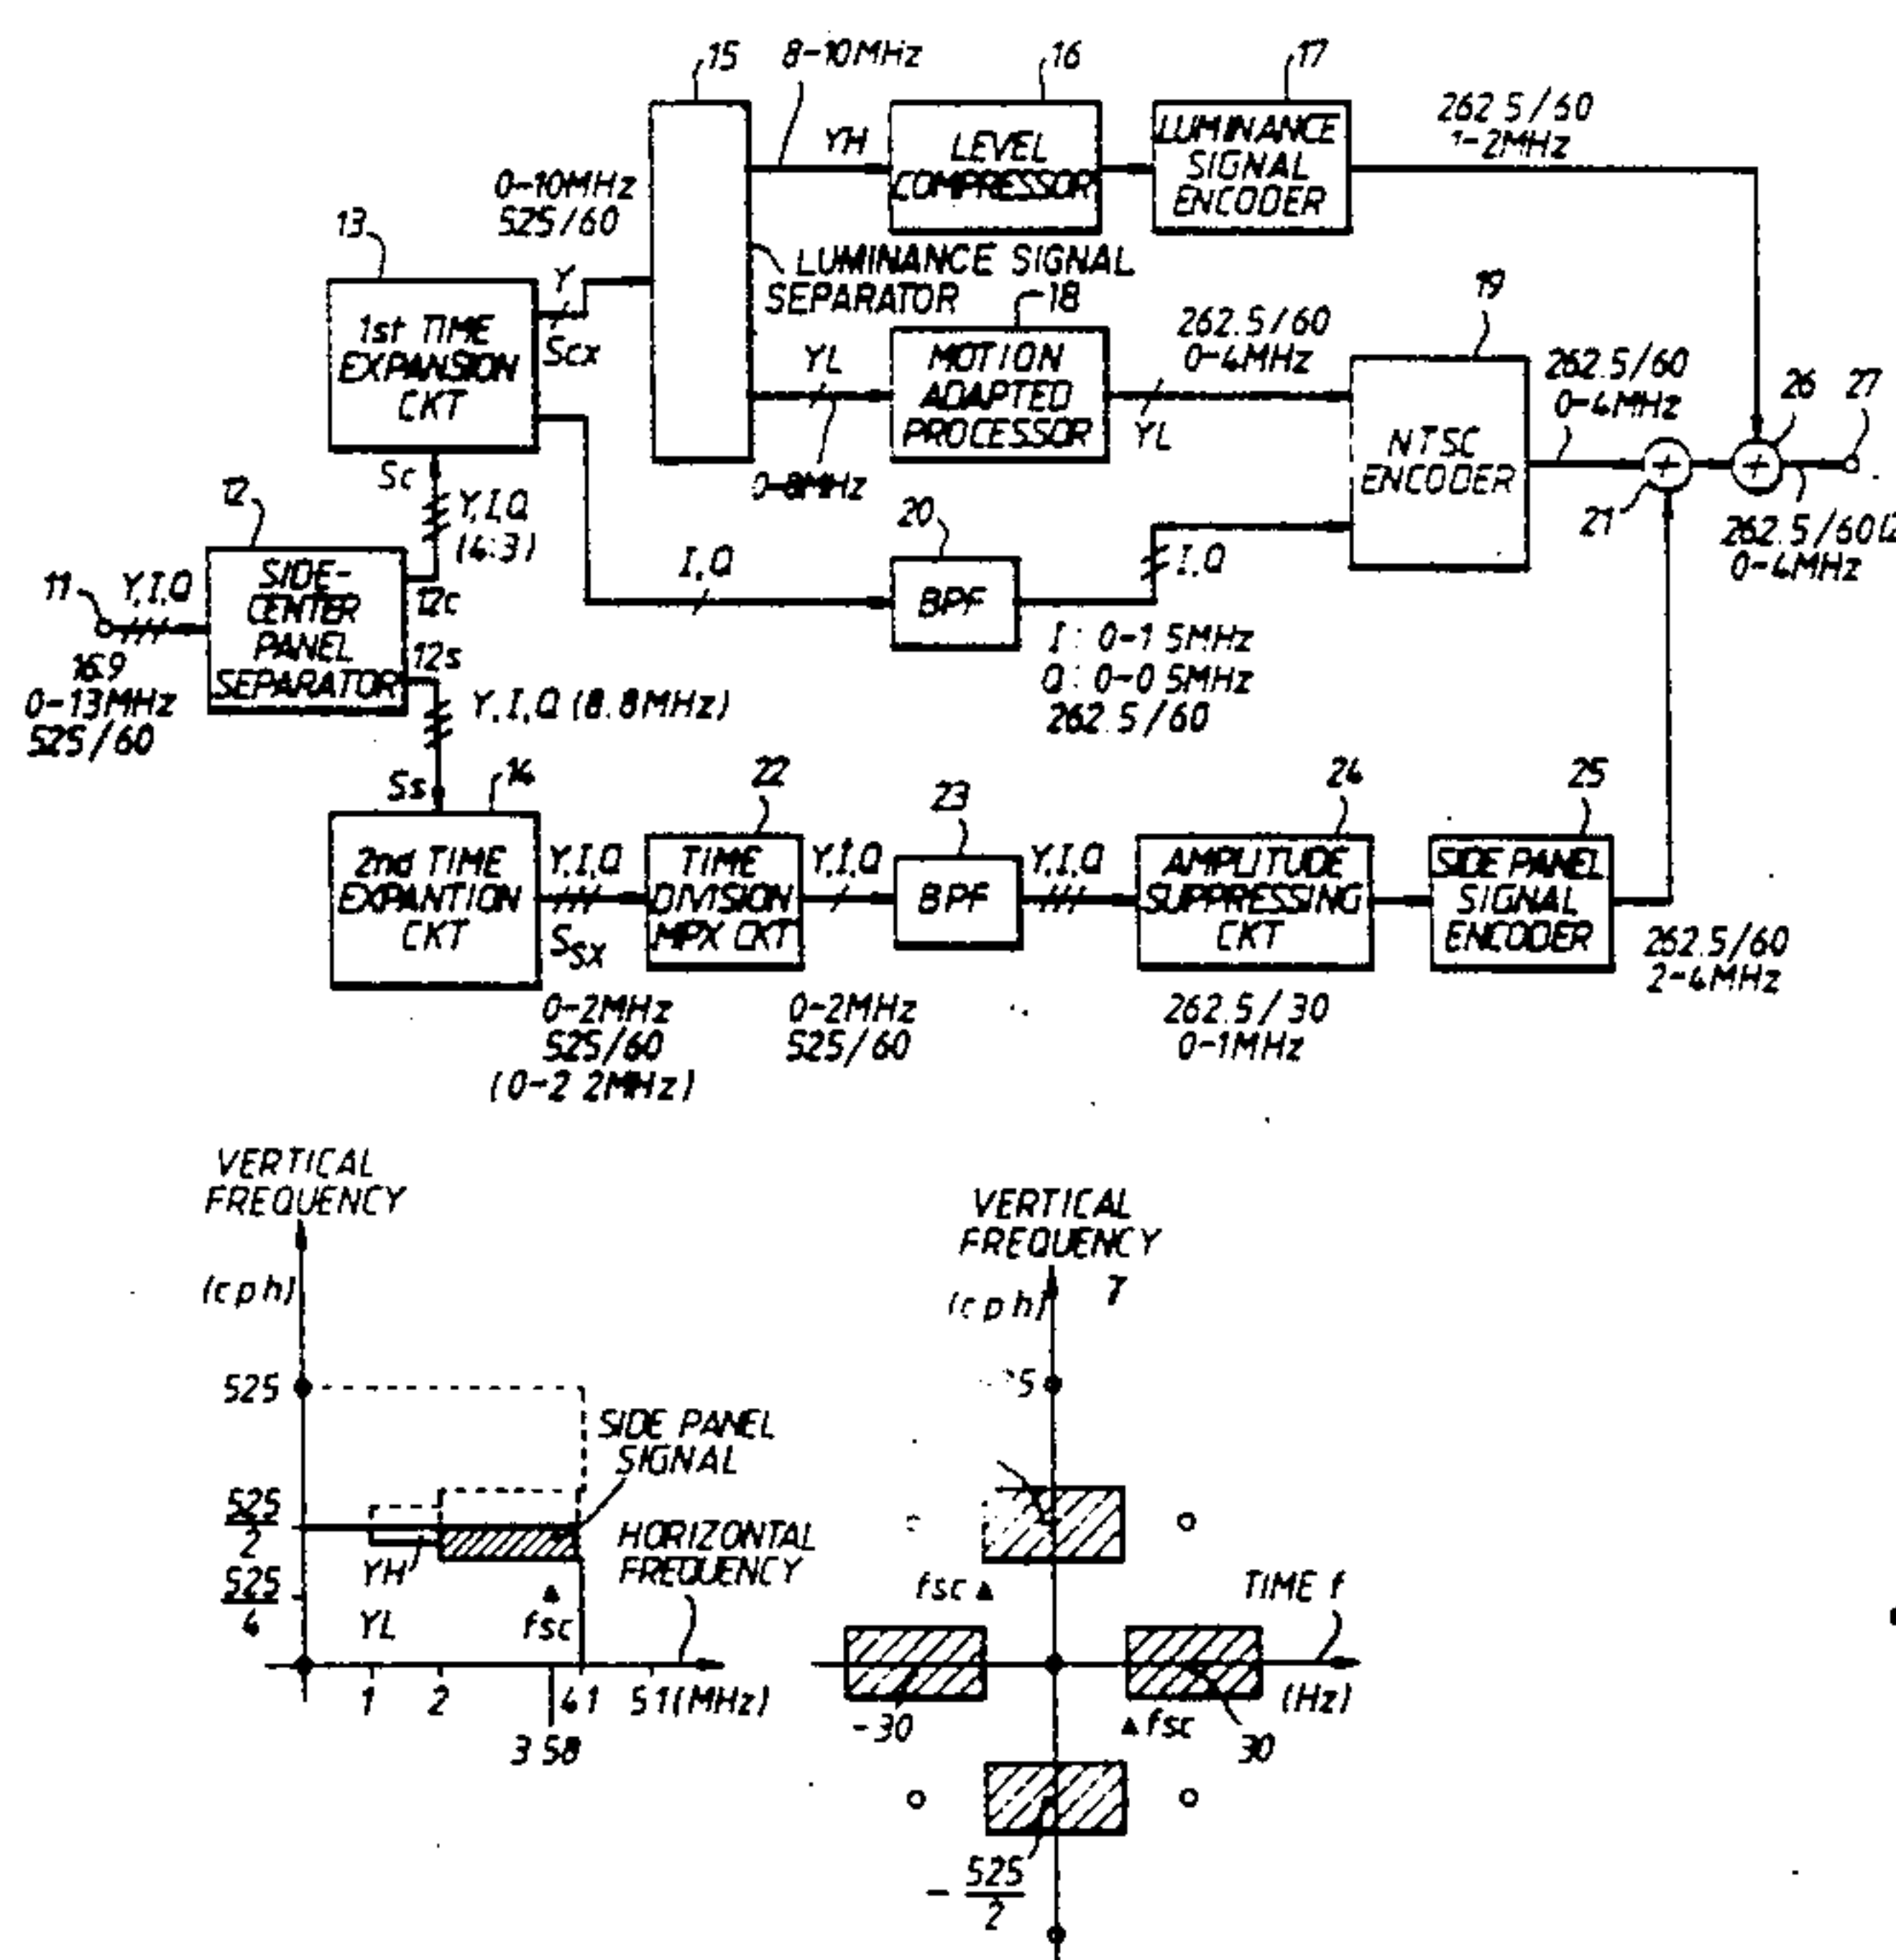 15
8-10MHz
16
17
262.5/60
1-2MHz
YH
LEVEL
COMPRESSOR
LUMINANCE
SIGNAL
ENCODER
0-10MHz
525/60
13
Y
Scx
1st TIME
EXPANSION
CKT
LUMINANCE SIGNAL
SEPARATOR
18
YL
0-8MHz
MOTION
ADAPTED
PROCESSOR
262.5/60
0-4MHz
YL
19
NTSC
ENCODER
262.5/60
0-4MHz
26
27
21
262.5/60
0-4MHz
Sc
Y,I,Q
(4:3)
12
SIDE-
CENTER
PANEL
SEPARATOR
12c
12s
11
Y,I,Q
16:9
0-13MHz
525/60
I,Q
20
BPF
I,Q
I : 0-1.5MHz
Q : 0-0.5MHz
262.5/60
Y,I,Q (8.8MHz)
Ss
14
2nd TIME
EXPANTION
CKT
Y,I,Q
SSX
0-2MHz
525/60
(0-2.2MHz)
22
TIME
DIVISION
MPX CKT
Y,I,Q
0-2MHz
525/60
23
BPF
Y,I,Q
24
AMPLITUDE
SUPPRESSING
CKT
262.5/30
0-1MHz
25
SIDE PANEL
SIGNAL
ENCODER
262.5/60
2-4MHz
VERTICAL
FREQUENCY
(cph)
525
525
2
525
4
SIDE PANEL
SIGNAL
HORIZONTAL
FREQUENCY
YH
YL
fsc
1
2
4.1
5.1(MHz)
3.58
VERTICAL
FREQUENCY
(cph)
fsc
TIME f
(Hz)
-30
fsc
30
- 525
2